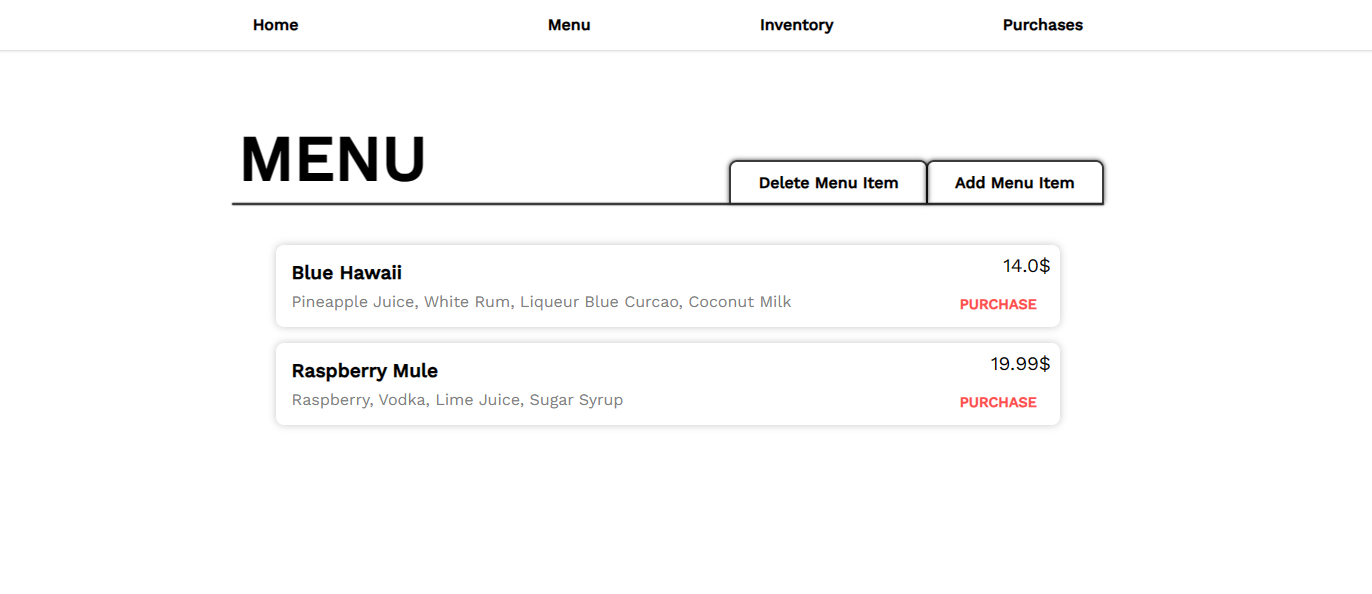 Home Menu Inventory Purchases
MENU
Delete Menu Item Add Menu Item
Blue Hawaii 14.0$
Pineapple Juice, White Rum, Liqueur Blue Curcao, Coconut Milk PURCHASE
Raspberry Mule 19.99$
Raspberry, Vodka, Lime Juice, Sugar Syrup PURCHASE